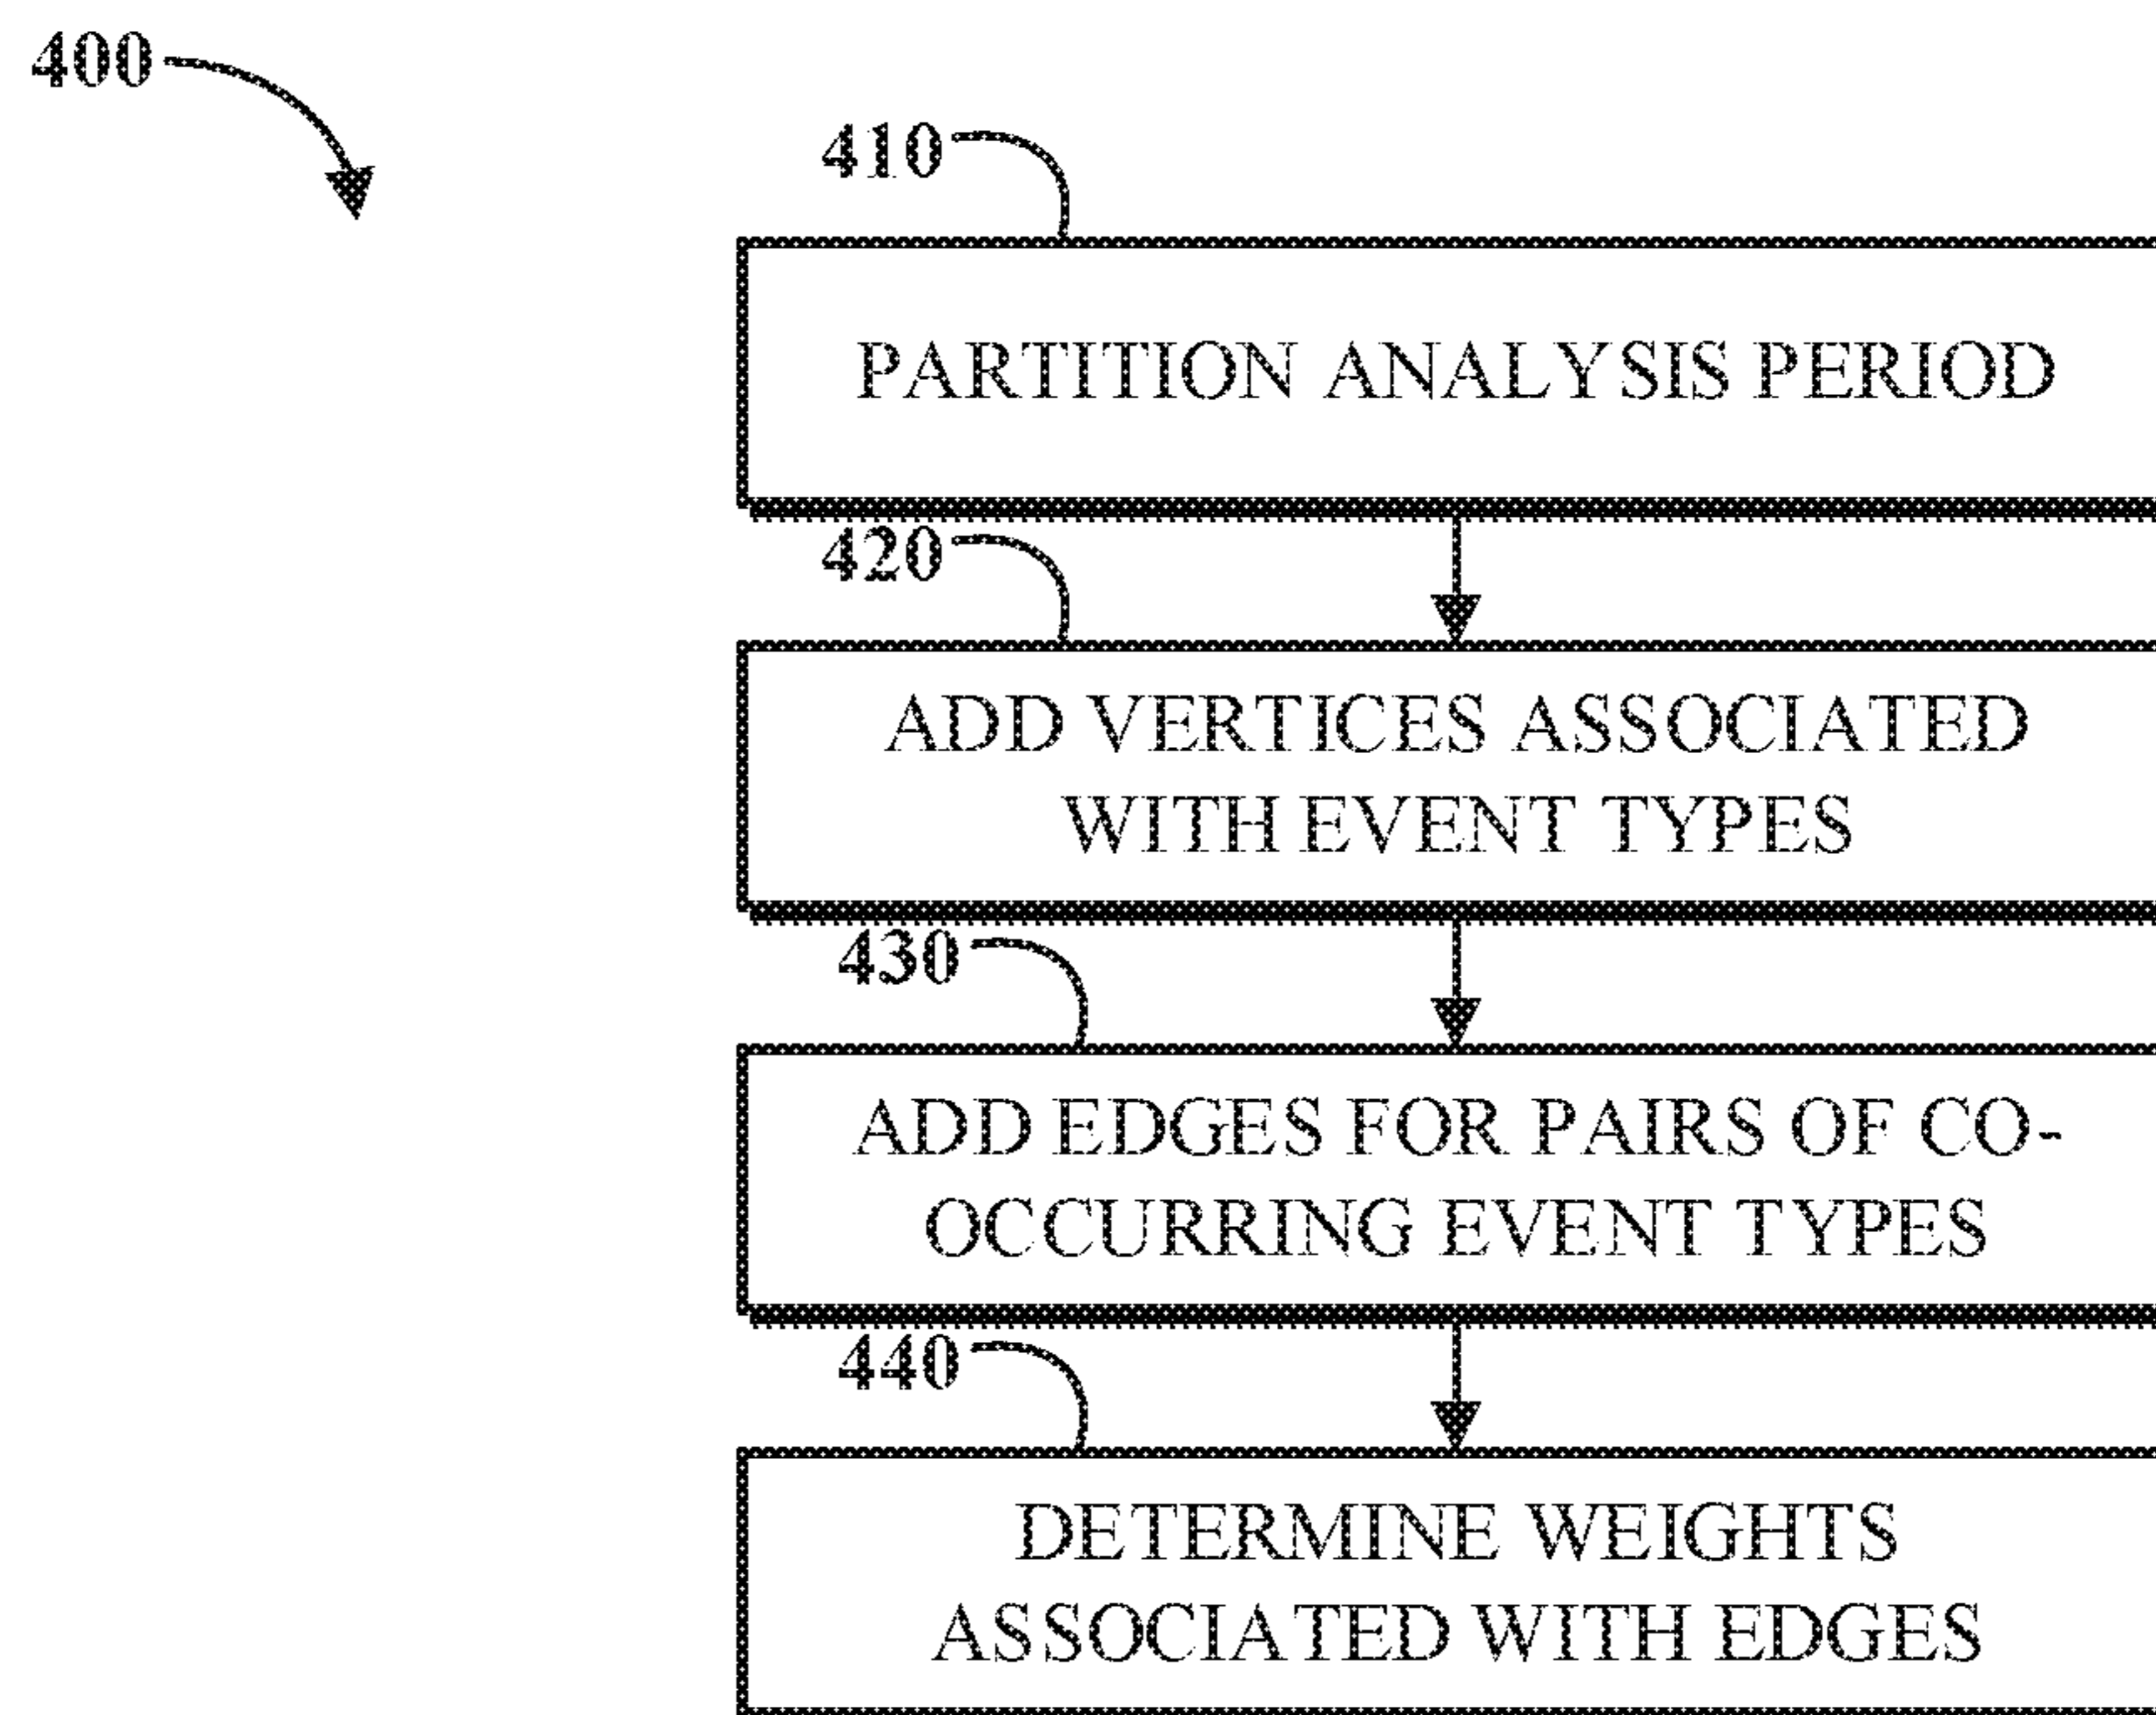 400
410
PARTITION ANALYSIS PERIOD
420
ADD VERTICES ASSOCIATED
WITH EVENT TYPES
430
ADD EDGES FOR PAIRS OF CO-
OCCURRING EVENT TYPES
440
DETERMINE WEIGHTS
ASSOCIATED WITH EDGES